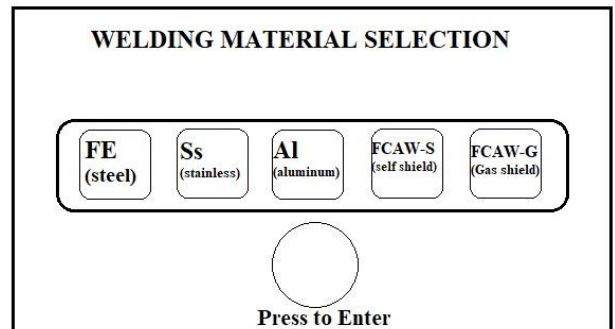 WELDING MATERIAL SELECTION
FE
(steel)
Ss
(stainless)
Al
(aluminum)
FCAW-S
(self shield)
FCAW-G
(Gas shield)
Press to Enter